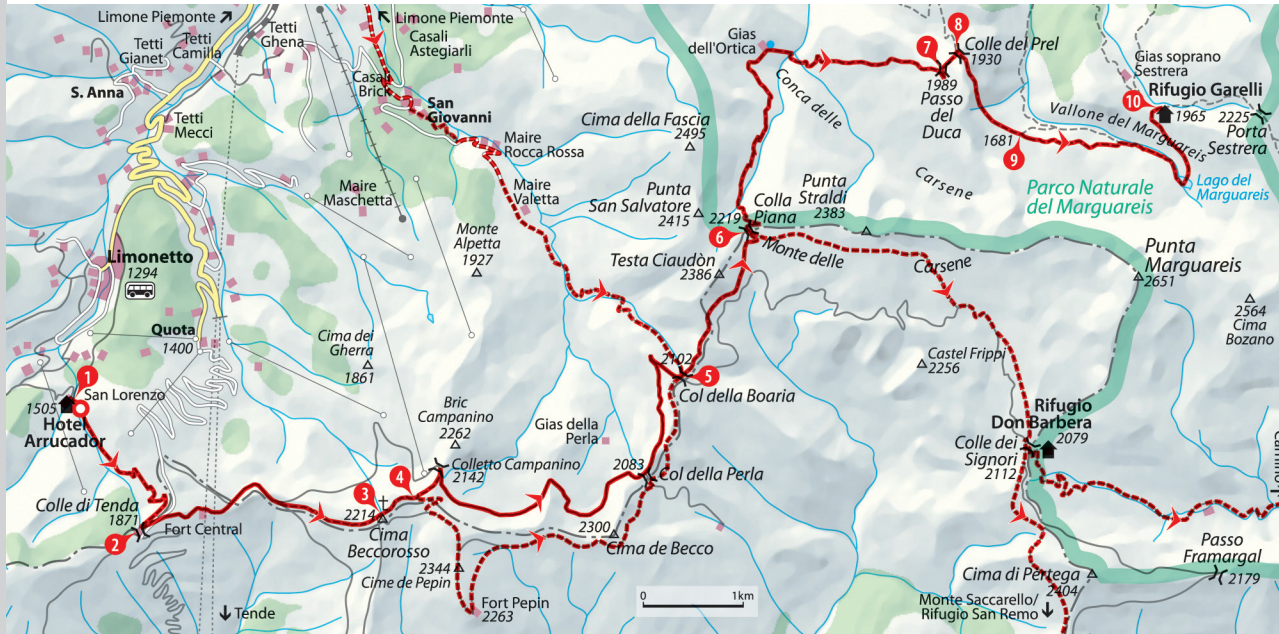 Limone Piemonte
Tetti
Gianet
Tetti
Camilla
Tetti
Ghena
S. Anna
Tetti
Mecci
Limonetto
1294
Quota
1400
1
San Lorenzo
1505
Hotel
Arrucador
Colle di Tenda
1871
2
Fort Central
Tende
Limone Piemonte
Casali
Astegiarli
Casali
Brick
San
Giovanni
Maire
Rocca Rossa
Maire
Valetta
Maire
Maschetta
Monte
Alpetta
1927
Cima dei
Gherra
1861
Bric
Campanino
2262
Colletto Campanino
2142
3
4
2214
Cima
Beccorosso
2344
Cime de Pepin
Fort Pepin
2263
Gias della
Perla
2083
Col della Perla
2300
Cima de Becco
2102
5
Col della Boaria
0
1km
Gias
dell'Ortica
Conca delle
Carsene
Cima della Fascia
2495
Punta
San Salvatore
2415
2219
Colla
Piana
6
Testa Ciaudòn
2386
Punta
Straldi
2383
Monte delle
Carsene
7
8
Colle del Prel
1930
1989
Passo
del
Duca
1681
9
Vallone del Marguareis
Gias soprano
Sestrera
10
Rifugio Garelli
1965
2225
Porta
Sestrera
Lago del
Marguareis
Parco Naturale
del Marguareis
Punta
Marguareis
2651
2564
Cima
Bozano
Castel Frippi
2256
Rifugio
Don Barbera
2079
Colle dei
Signori
2112
Cima di Pertega
2404
Monte Saccarello/
Rifugio San Remo
Passo
Framargal
2179